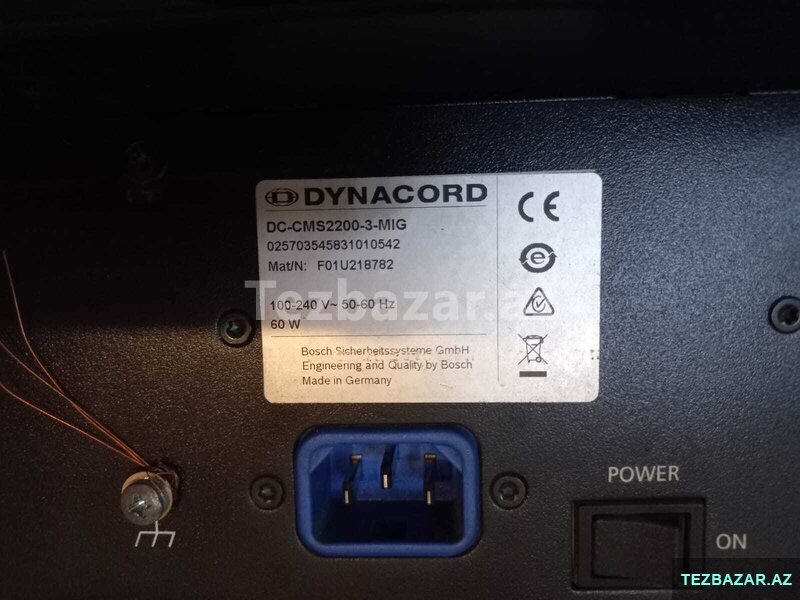 DYNACORD
DC-CMS2200-3-MIG
025703545831010542
Mat/N: F01U218782
100-240 V~ 50-60 Hz
60 W
Bosch Sicherheitssysteme GmbH
Engineering and Quality by Bosch
Made in Germany
CE
Tezbazar.az
POWER
ON
TEZBAZAR.AZ